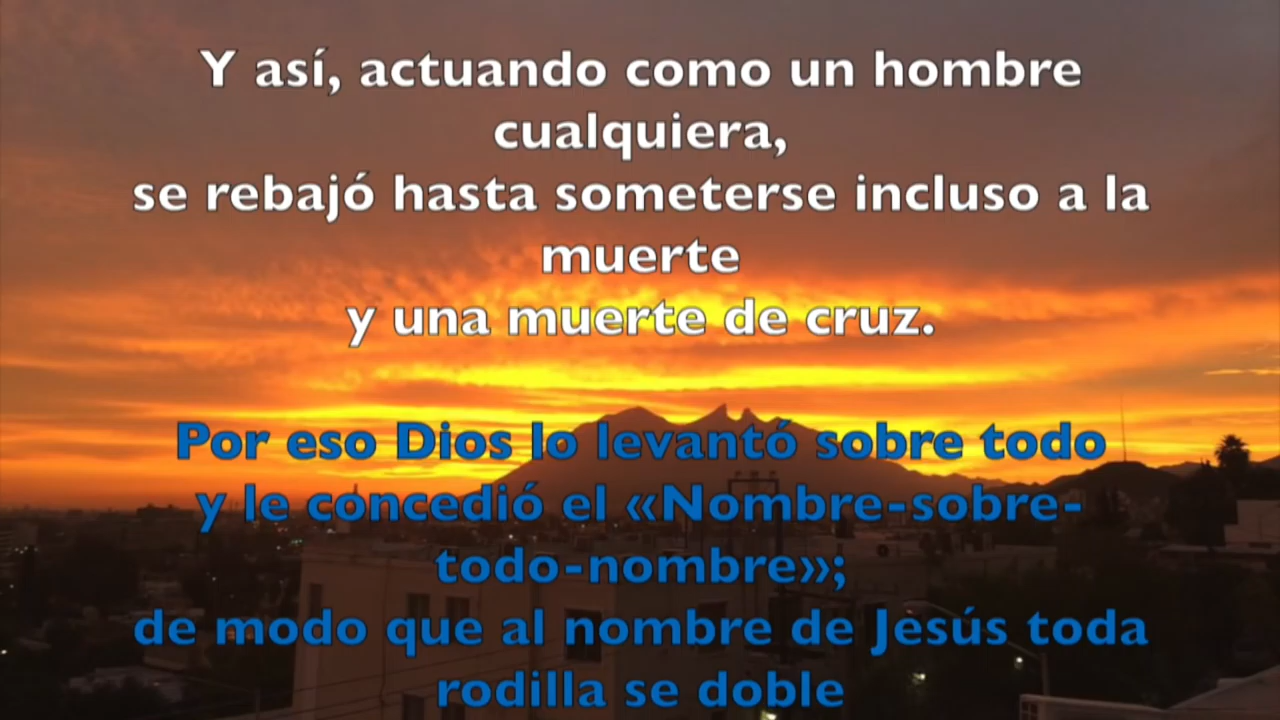 Y así, actuando como un hombre
cualquiera,
se rebajó hasta someterse incluso a la
muerte
y una muerte de cruz.
Por eso Dios lo levantó sobre todo
y le concedió el «Nombre-sobre-
todo-nombre»;
de modo que al nombre de Jesús toda
rodilla se doble